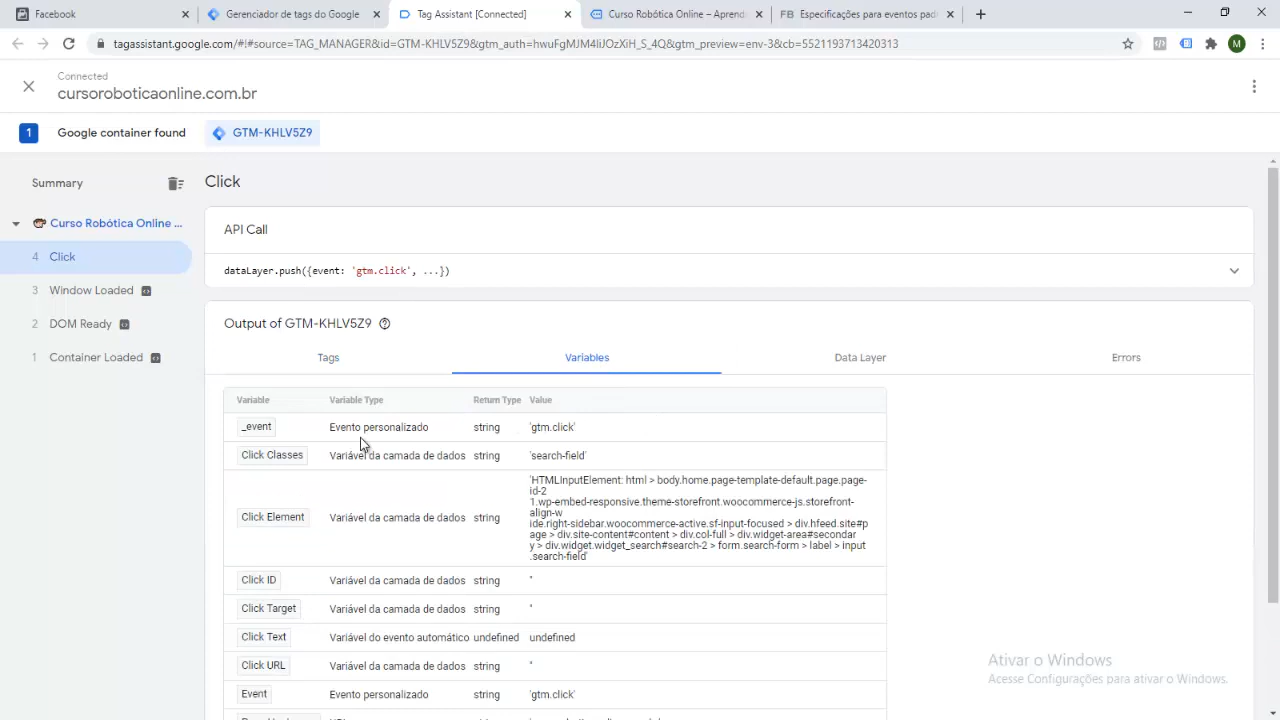 Facebook
Gerenciador de tags do Google
Tag Assistant [Connected]
Curso Robótica Online – Aprend
FB Especificações para eventos pad
tagassistant.google.com/#!#source=TAG_MANAGER&id=GTM-KHLV5Z9&gtm_auth=hwuFgMJM4liJOzXiH_S_4Q&gtm_preview=env-3&cb=5521193713420313
M
Connected
cursoroboticaonline.com.br
1 Google container found GTM-KHLV5Z9
Summary
Curso Robótica Online ...
4 Click
3 Window Loaded
2 DOM Ready
1 Container Loaded
Click
API Call
dataLayer.push({event: 'gtm.click', ...})
Output of GTM-KHLV5Z9
Tags Variables Data Layer Errors
Variable Variable Type Return Type Value
_event Evento personalizado string 'gtm.click'
Click Classes Variável da camada de dados string 'search-field'
Click Element Variável da camada de dados string
'HTMLInputElement: html > body.home.page-template-default.page.page-
id-2
1.wp-embed-responsive.theme-storefront.woocommerce-js.storefront-
align-w
ide.right-sidebar.woocommerce-active.sf-input-focused > div.hfeed.site#p
age > div.site-content#content > div.col-full > div.widget-area#secondar
y > div.widget.widget_search#search-2 > form.search-form > label > input
.search-field'
Click ID Variável da camada de dados string ''
Click Target Variável da camada de dados string ''
Click Text Variável do evento automático undefined undefined
Click URL Variável da camada de dados string ''
Event Evento personalizado string 'gtm.click'
Ativar o Windows
Acesse Configurações para ativar o Windows.